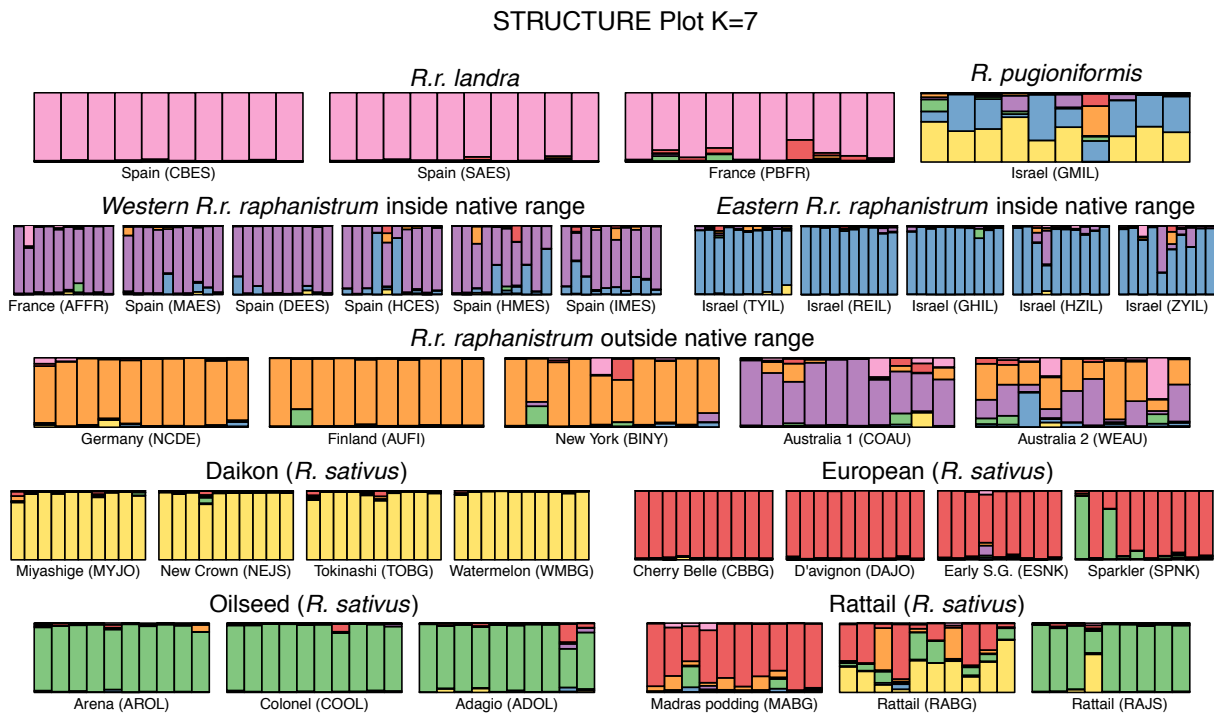 STRUCTURE Plot K=7
R.r. landra
R. pugioniformis
Spain (CBES)
Spain (SAES)
France (PBFR)
Israel (GMIL)
Western R.r. raphanistrum inside native range
Eastern R.r. raphanistrum inside native range
France (AFFR)
Spain (MAES)
Spain (DEES)
Spain (HCES)
Spain (HMES)
Spain (IMES)
Israel (TYIL)
Israel (REIL)
Israel (GHIL)
Israel (HZIL)
Israel (ZYIL)
R.r. raphanistrum outside native range
Germany (NCDE)
Finland (AUFI)
New York (BINY)
Australia 1 (COAU)
Australia 2 (WEAU)
Daikon (R. sativus)
European (R. sativus)
Miyashige (MYJO)
New Crown (NEJS)
Tokinashi (TOBG)
Watermelon (WMBG)
Cherry Belle (CBBG)
D'avignon (DAJO)
Early S.G. (ESNK)
Sparkler (SPNK)
Oilseed (R. sativus)
Rattail (R. sativus)
Arena (AROL)
Colonel (COOL)
Adagio (ADOL)
Madras podding (MABG)
Rattail (RABG)
Rattail (RAJS)